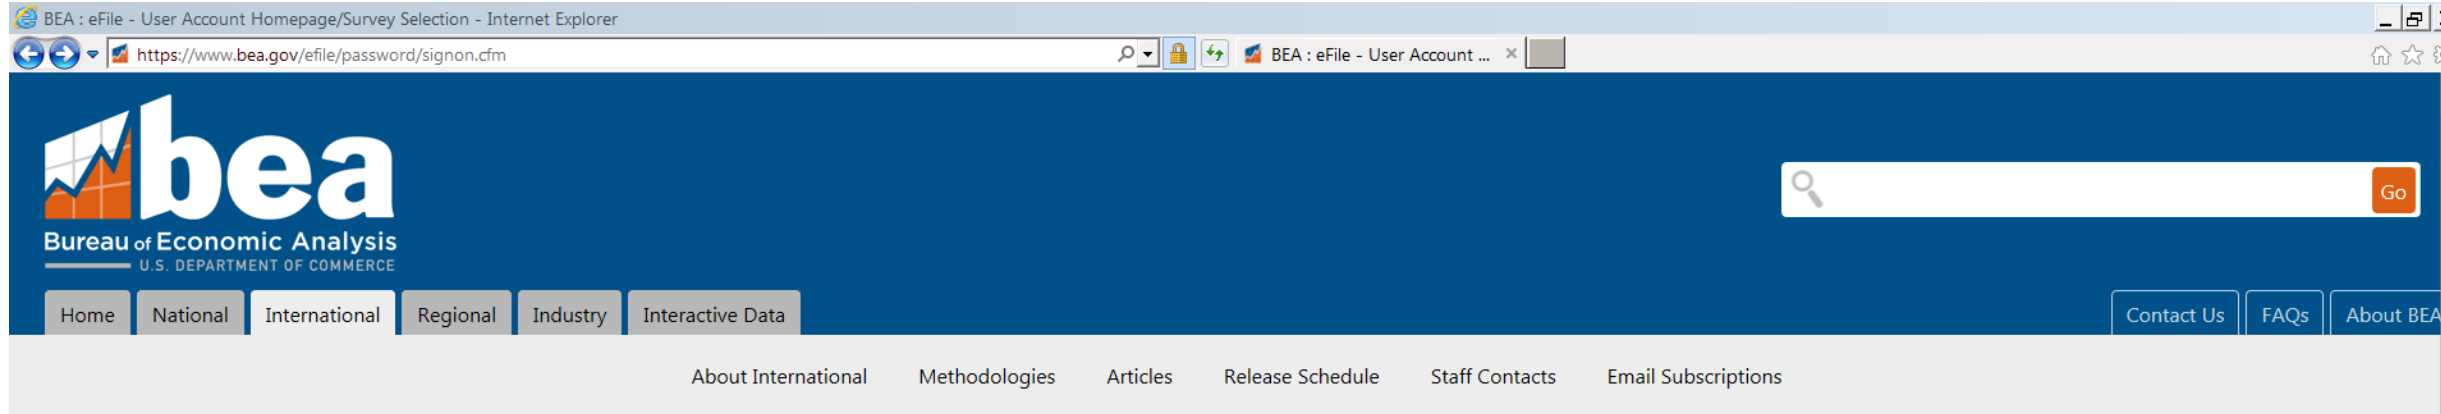 BEA : eFile - User Account Homepage/Survey Selection - Internet Explorer
https://www.bea.gov/efile/password/signon.cfm
BEA : eFile - User Account ...
bea
Bureau of Economic Analysis
U.S. DEPARTMENT OF COMMERCE
Go
Home National International Regional Industry Interactive Data Contact Us FAQs About BEA
About International Methodologies Articles Release Schedule Staff Contacts Email Subscriptions